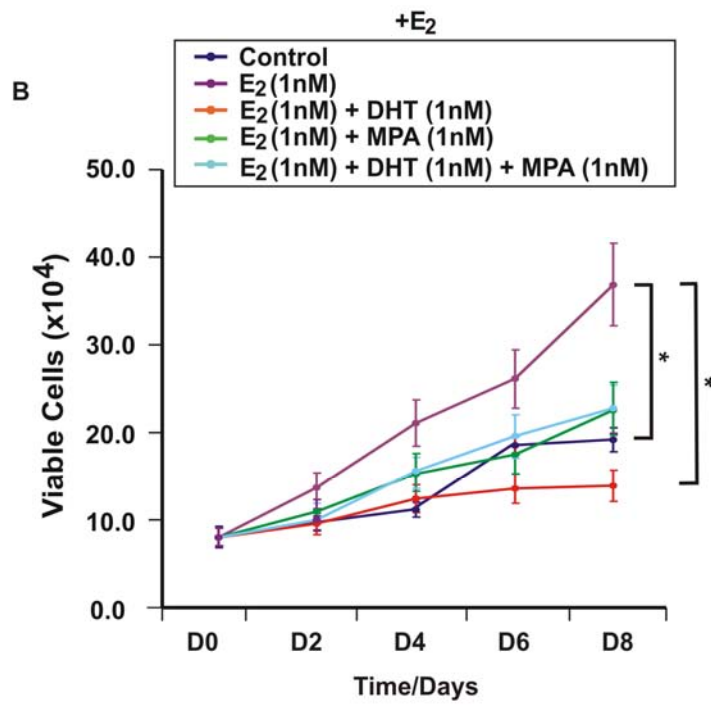 +E₂
B
Control
E₂ (1nM)
E₂ (1nM) + DHT (1nM)
E₂ (1nM) + MPA (1nM)
E₂ (1nM) + DHT (1nM) + MPA (1nM)
Viable Cells (x10⁴)
50.0
40.0
30.0
20.0
10.0
0.0
*
*
D0 D2 D4 D6 D8
Time/Days